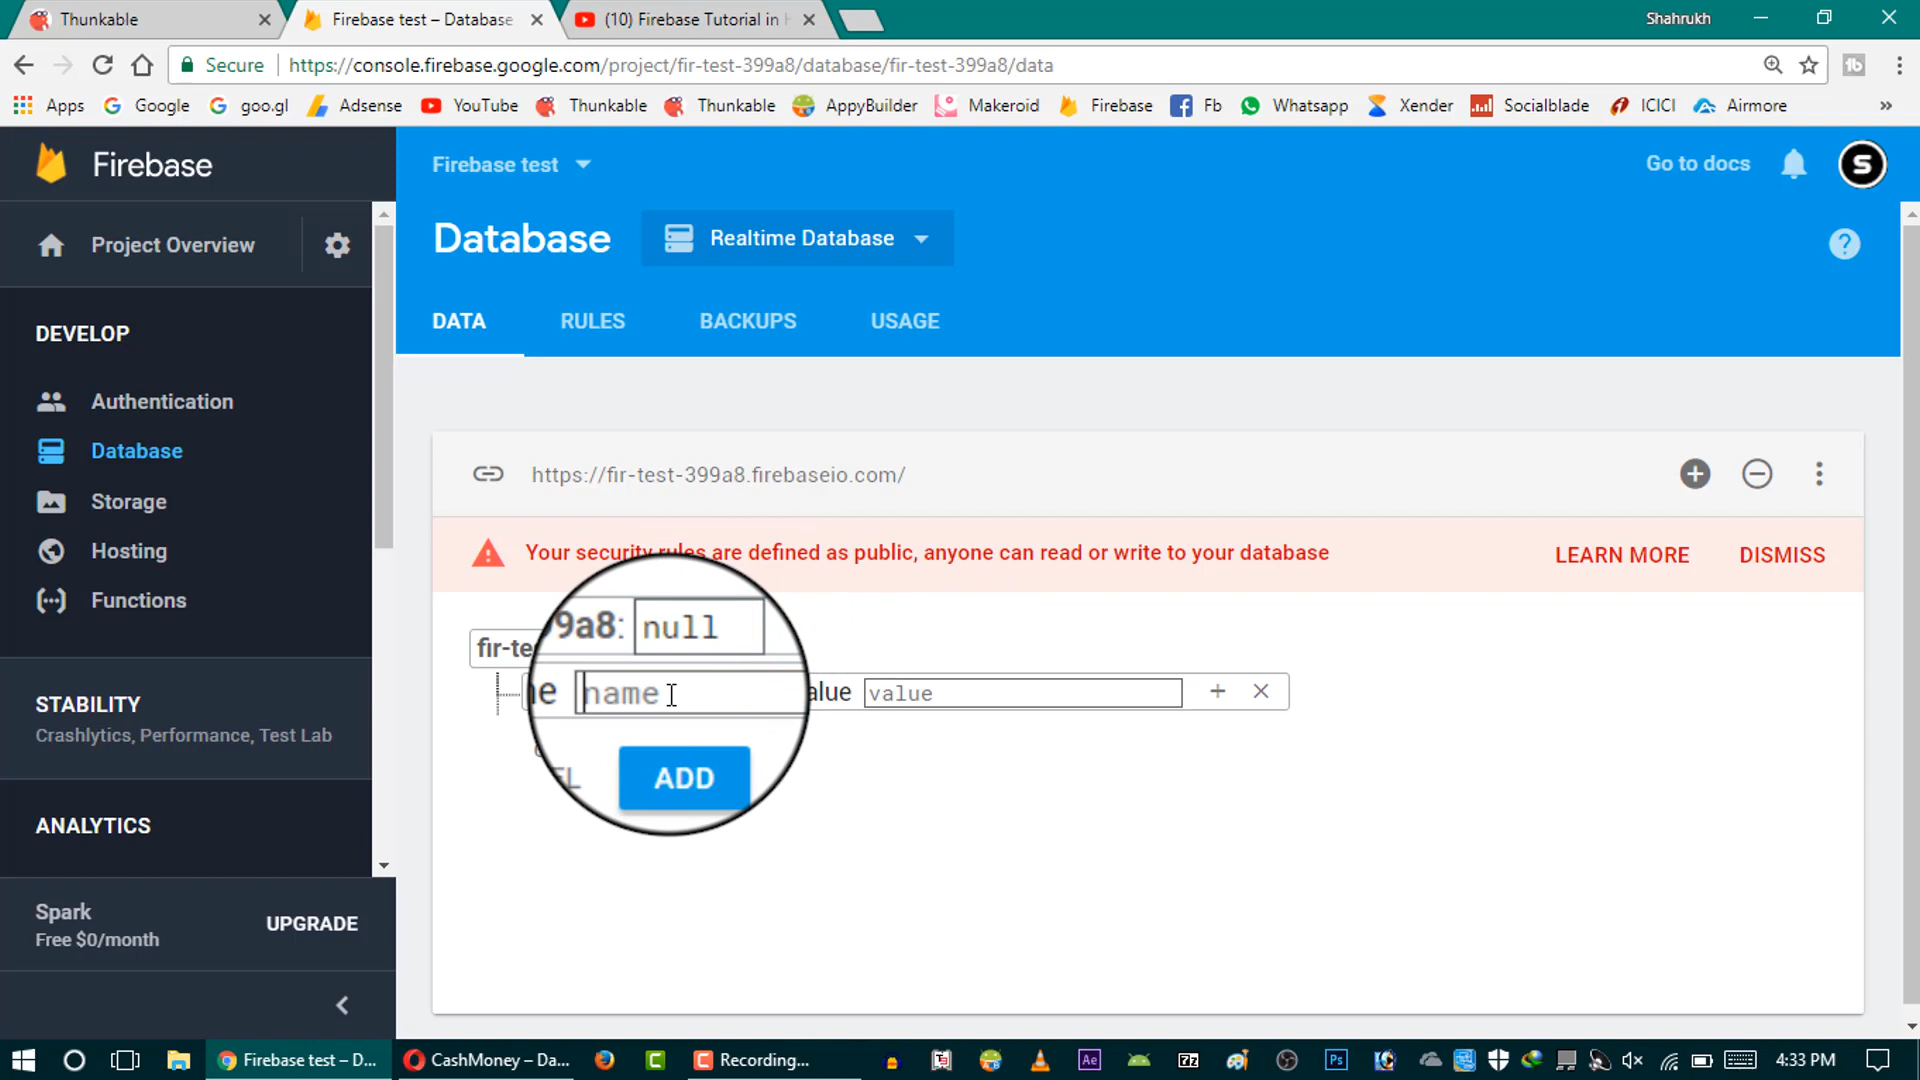 Thunkable
Firebase test – Database
(10) Firebase Tutorial in H
Shahrukh
Secure
https://console.firebase.google.com/project/fir-test-399a8/database/fir-test-399a8/data
Apps
Google
goo.gl
Adsense
YouTube
Thunkable
Thunkable
AppyBuilder
Makeroid
Firebase
Fb
Whatsapp
Xender
Socialblade
ICICI
Airmore
»
Firebase
Firebase test
Go to docs
S
Project Overview
Database
Realtime Database
DATA
RULES
BACKUPS
USAGE
DEVELOP
Authentication
Database
Storage
Hosting
Functions
https://fir-test-399a8.firebaseio.com/
Your security rules are defined as public, anyone can read or write to your database
LEARN MORE
DISMISS
fir-te
99a8: null
ne
name
alue
value
EL
ADD
STABILITY
Crashlytics, Performance, Test Lab
ANALYTICS
Spark
Free $0/month
UPGRADE
Firebase test – D...
CashMoney – Da...
Recording...
Ae
Ps
4:33 PM